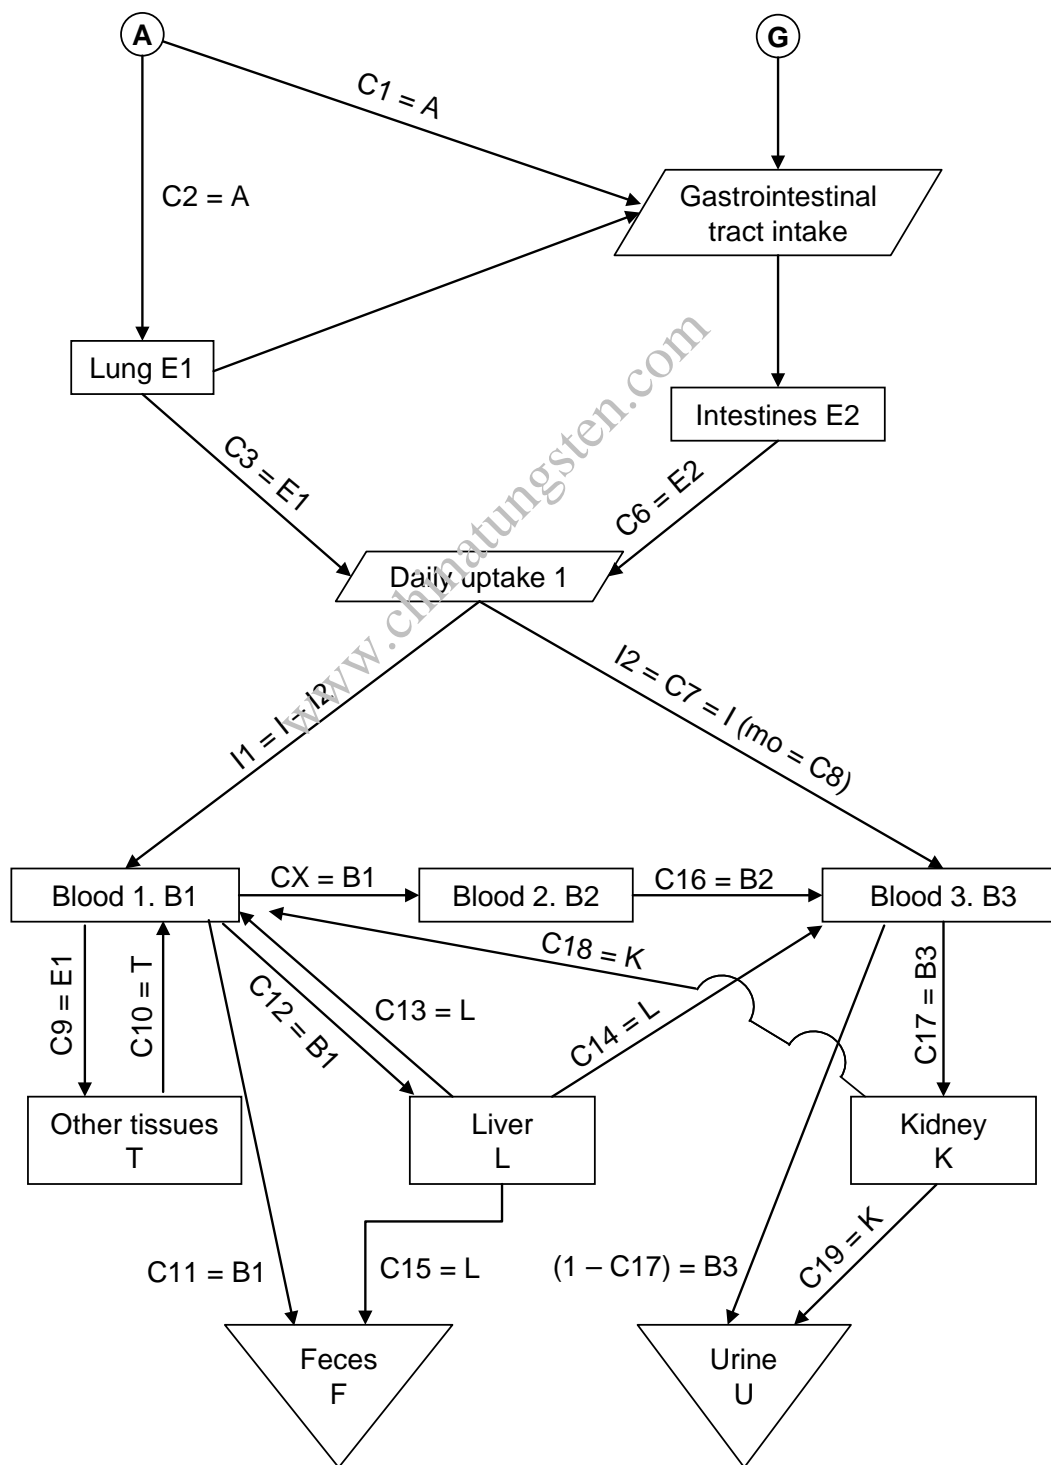 A
G
C1 = A
C2 = A
Gastrointestinal
tract intake
Lung E1
Intestines E2
C3 = E1
C6 = E2
Daily uptake 1
www.chinatungsten.com
I1 = I – I2
I2 = C7 = I (mo = C8)
Blood 1. B1
CX = B1
Blood 2. B2
C16 = B2
Blood 3. B3
C9 = E1
C10 = T
C12 = B1
C13 = L
C18 = K
C14 = L
C17 = B3
Other tissues
T
Liver
L
Kidney
K
C11 = B1
C15 = L
(1 – C17) = B3
C19 = K
Feces
F
Urine
U